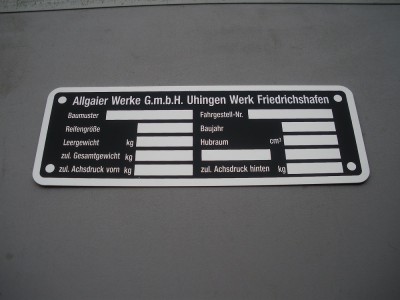 Allgaier Werke G.m.b.H. Uhingen Werk Friedrichshafen
Baumuster Fahrgestell-Nr.
Reifengröße Baujahr
Leergewicht kg Hubraum cm³
zul. Gesamtgewicht kg
zul. Achsdruck vorn kg zul. Achsdruck hinten kg